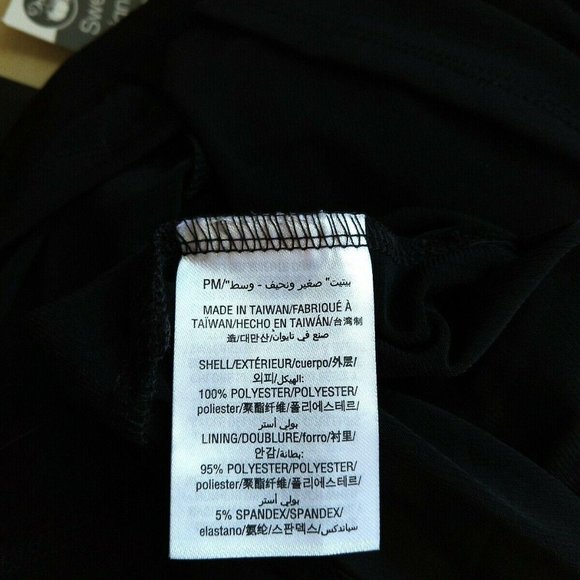 Swe
بيتيت" صغير ونحيف - وسط"/PM
MADE IN TAIWAN/FABRIQUÉ À
TAÏWAN/HECHO EN TAIWÁN/台湾制
造/대만산/صنع في تايوان
SHELL/EXTÉRIEUR/cuerpo/外层/
외피/الهيكل:
100% POLYESTER/POLYESTER/
poliester/聚酯纤维/폴리에스테르/
بولي أستر
LINING/DOUBLURE/forro/衬里/
안감/بطانة:
95% POLYESTER/POLYESTER/
poliester/聚酯纤维/폴리에스테르/
بولي أستر
5% SPANDEX/SPANDEX/
elastano/氨纶/스판덱스/سباندكس